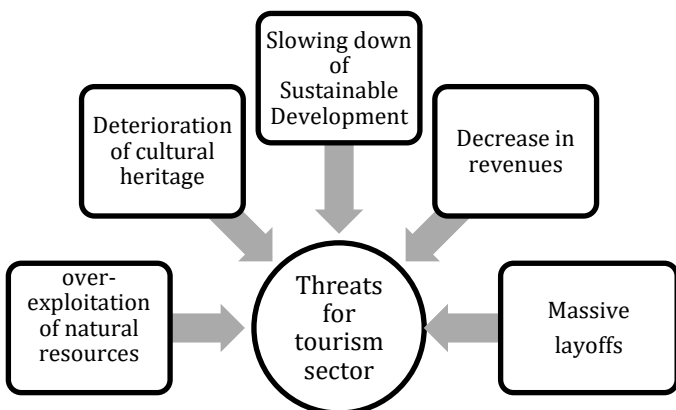 Slowing down
of
Sustainable
Development
Deterioration
of cultural
heritage
Decrease in
revenues
over-
exploitation
of natural
resources
Threats
for
tourism
sector
Massive
layoffs